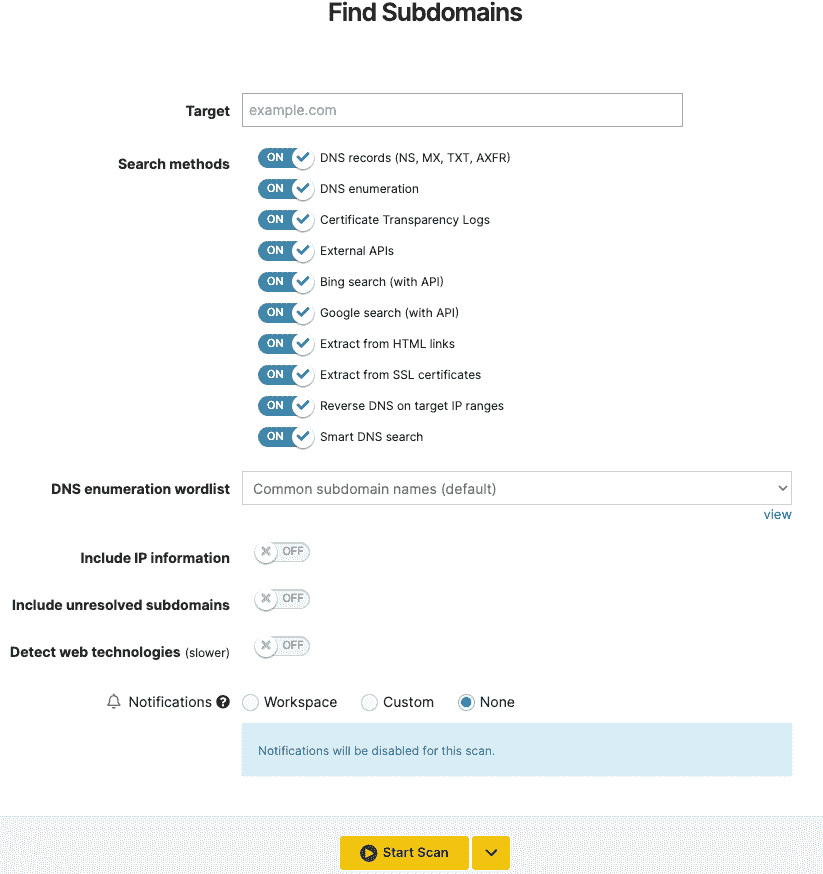 Find Subdomains
Target
example.com
Search methods
ON DNS records (NS, MX, TXT, AXFR)
ON DNS enumeration
ON Certificate Transparency Logs
ON External APIs
ON Bing search (with API)
ON Google search (with API)
ON Extract from HTML links
ON Extract from SSL certificates
ON Reverse DNS on target IP ranges
ON Smart DNS search
DNS enumeration wordlist Common subdomain names (default)
view
Include IP information OFF
Include unresolved subdomains OFF
Detect web technologies (slower) OFF
Notifications ? Workspace Custom None
Notifications will be disabled for this scan.
Start Scan